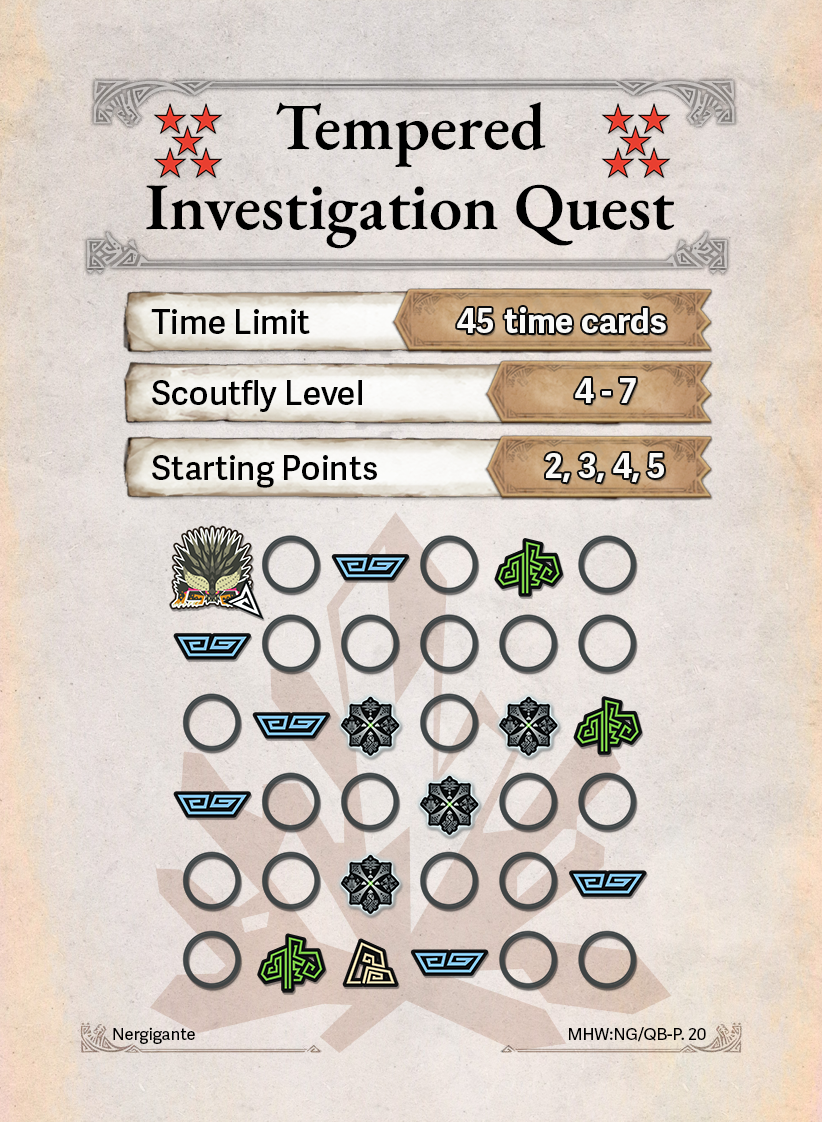 Tempered
Investigation Quest
Time Limit
45 time cards
Scoutfly Level
4 - 7
Starting Points
2, 3, 4, 5
Nergigante
MHW:NG/QB-P. 20